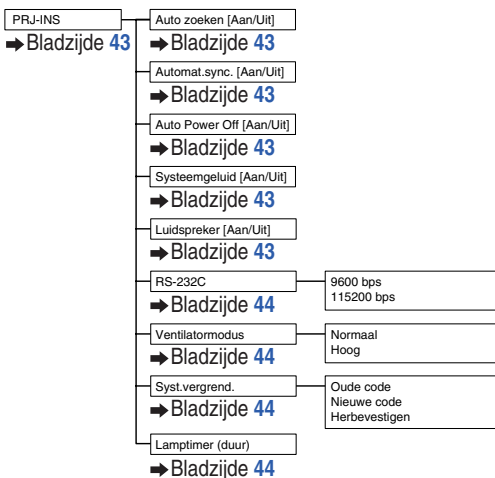 PRJ-INS
➡Bladzijde 43
Auto zoeken [Aan/Uit]
➡Bladzijde 43
Automat.sync. [Aan/Uit]
➡Bladzijde 43
Auto Power Off [Aan/Uit]
➡Bladzijde 43
Systeemgeluid [Aan/Uit]
➡Bladzijde 43
Luidspreker [Aan/Uit]
➡Bladzijde 43
RS-232C
➡Bladzijde 44
9600 bps
115200 bps
Ventilatormodus
➡Bladzijde 44
Normaal
Hoog
Syst.vergrend.
➡Bladzijde 44
Oude code
Nieuwe code
Herbevestigen
Lamptimer (duur)
➡Bladzijde 44